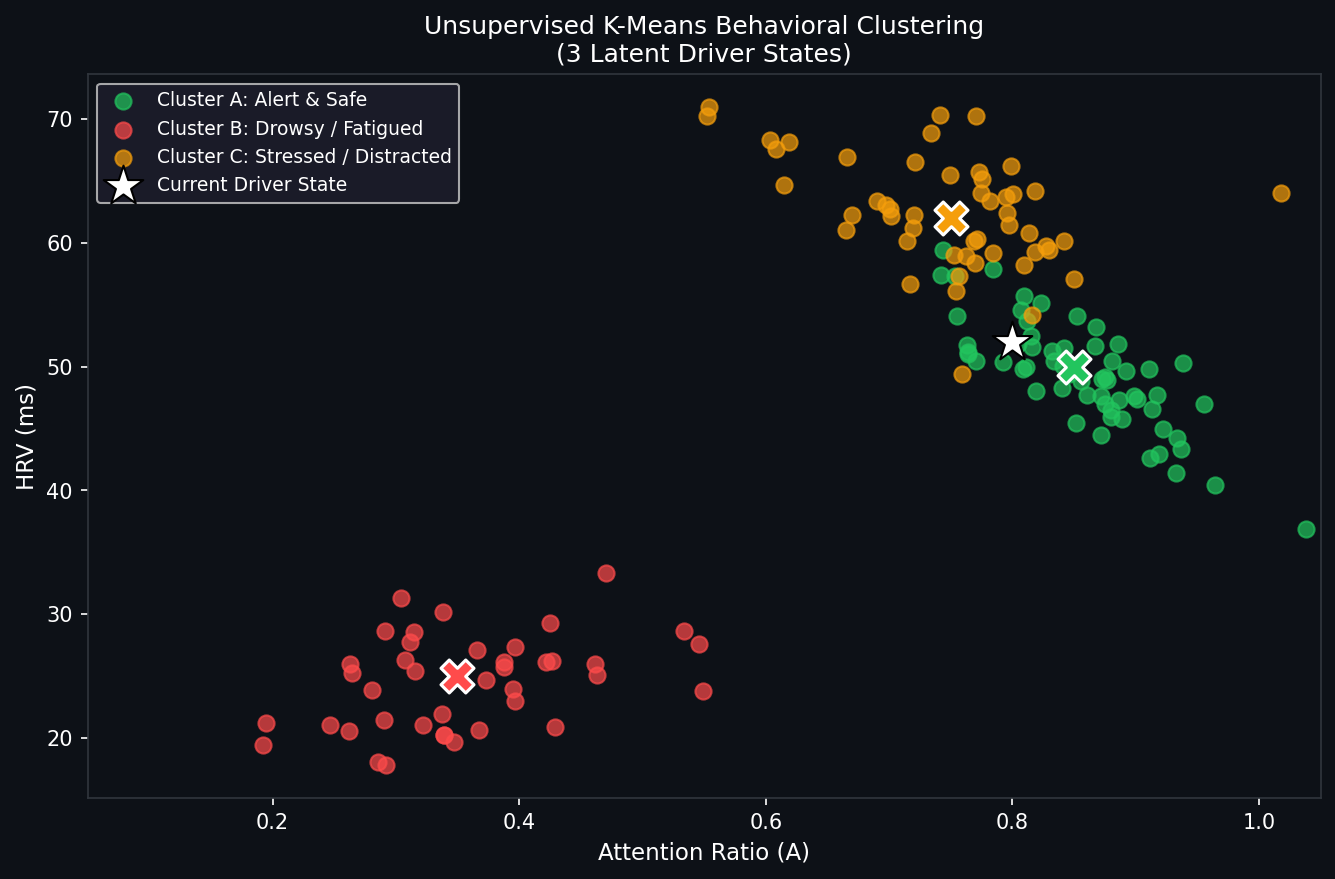 Unsupervised K-Means Behavioral Clustering
(3 Latent Driver States)
Cluster A: Alert & Safe
Cluster B: Drowsy / Fatigued
Cluster C: Stressed / Distracted
Current Driver State
HRV (ms)
70
60
50
40
30
20
0.2
0.4
0.6
0.8
1.0
Attention Ratio (A)